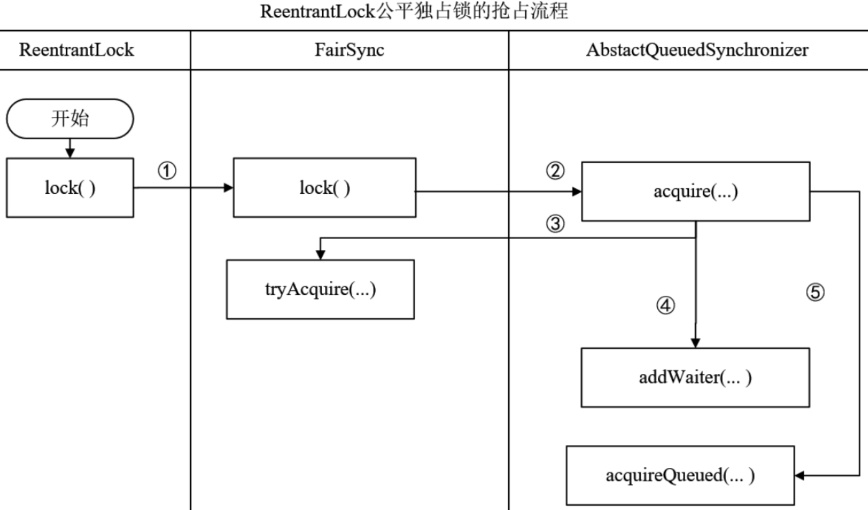 ReentrantLock公平独占锁的抢占流程
ReentrantLock
FairSync
AbstactQueuedSynchronizer
开始
lock( )
①
lock( )
②
acquire(...)
③
tryAcquire(...)
④
⑤
addWaiter(... )
acquireQueued(... )